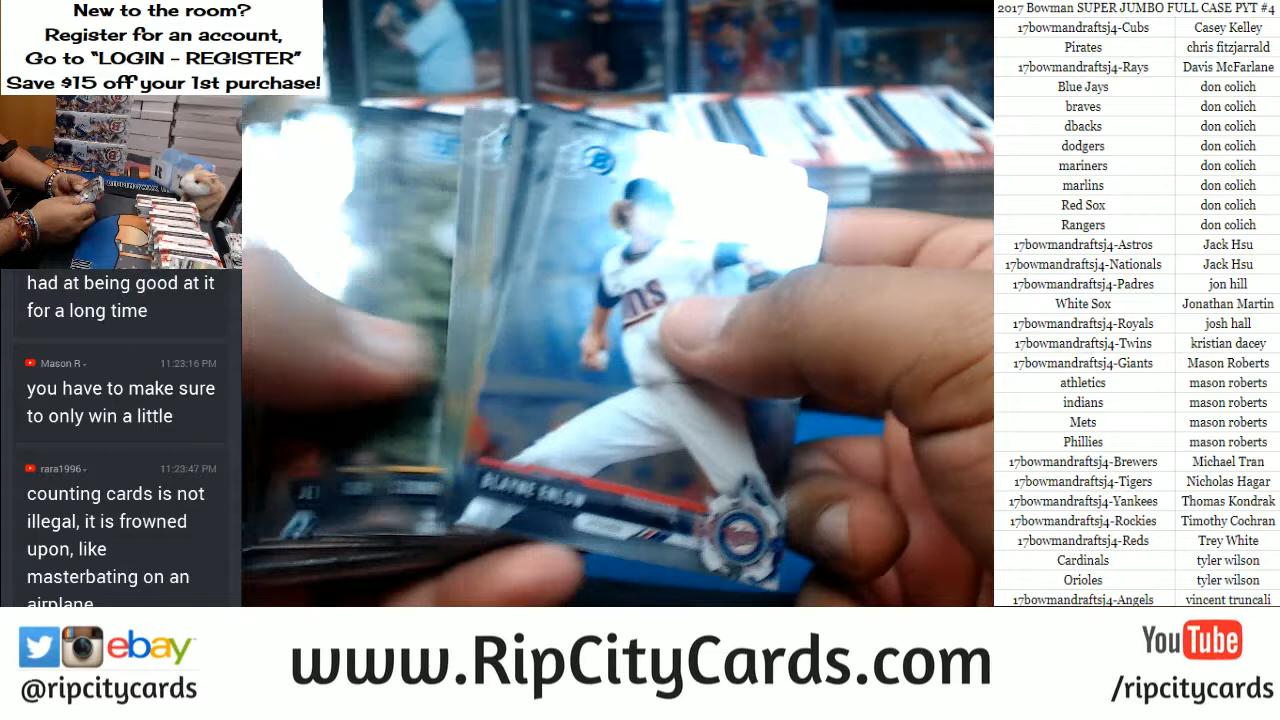 New to the room?
Register for an account,
Go to “LOGIN - REGISTER”
Save $15 off your 1st purchase!
had at being good at it
for a long time
Mason R
11:23:16 PM
you have to make sure
to only win a little
rara1996
11:23:47 PM
counting cards is not
illegal, it is frowned
upon, like
masterbating on an
airplane
BLAYNE ENLOW
2017 Bowman SUPER JUMBO FULL CASE PYT #4
17bowmandraftsj4-Cubs Casey Kelley
Pirates chris fitzjarrald
17bowmandraftsj4-Rays Davis McFarlane
Blue Jays don colich
braves don colich
dbacks don colich
dodgers don colich
mariners don colich
marlins don colich
Red Sox don colich
Rangers don colich
17bowmandraftsj4-Astros Jack Hsu
17bowmandraftsj4-Nationals Jack Hsu
17bowmandraftsj4-Padres jon hill
White Sox Jonathan Martin
17bowmandraftsj4-Royals josh hall
17bowmandraftsj4-Twins kristian dacey
17bowmandraftsj4-Giants Mason Roberts
athletics mason roberts
indians mason roberts
Mets mason roberts
Phillies mason roberts
17bowmandraftsj4-Brewers Michael Tran
17bowmandraftsj4-Tigers Nicholas Hagar
17bowmandraftsj4-Yankees Thomas Kondrak
17bowmandraftsj4-Rockies Timothy Cochran
17bowmandraftsj4-Reds Trey White
Cardinals tyler wilson
Orioles tyler wilson
17bowmandraftsj4-Angels vincent truncali
ebay
@ripcitycards
www.RipCityCards.com
YouTube
/ripcitycards